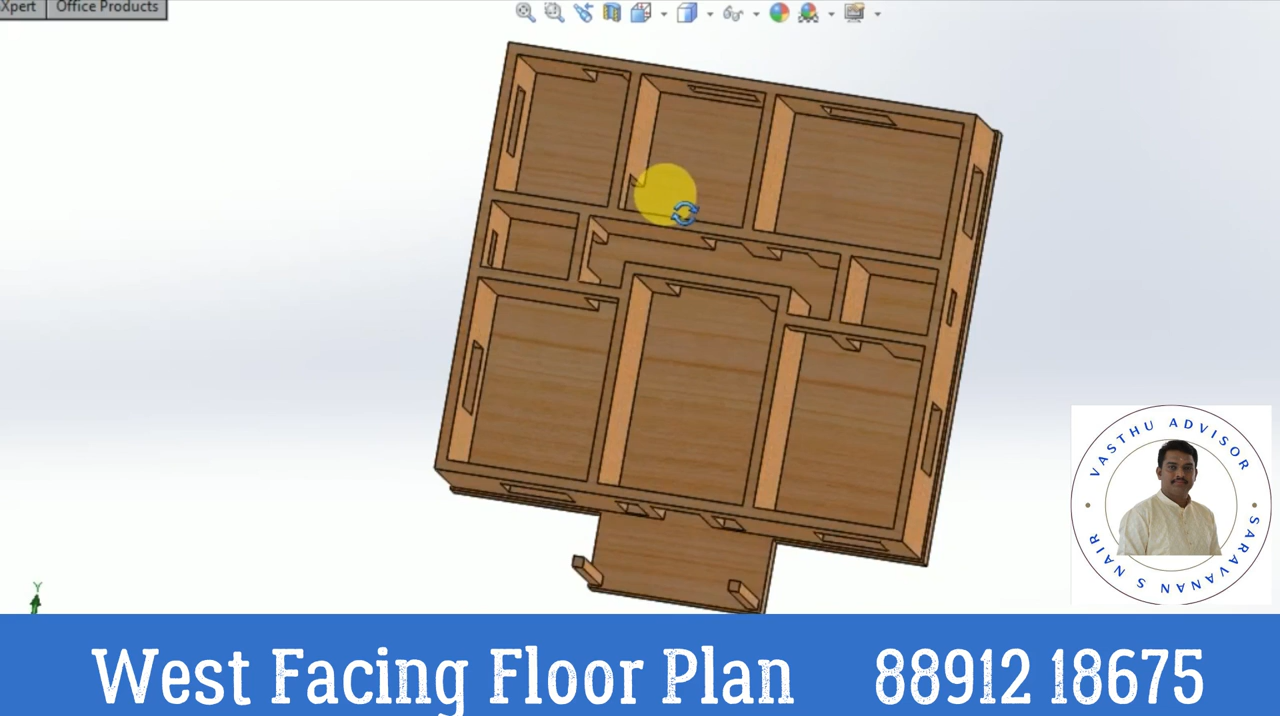 Xpert
Office Products
VASTHU ADVISOR
SARAVANAN S NAIR
Y
West Facing Floor Plan 88912 18675